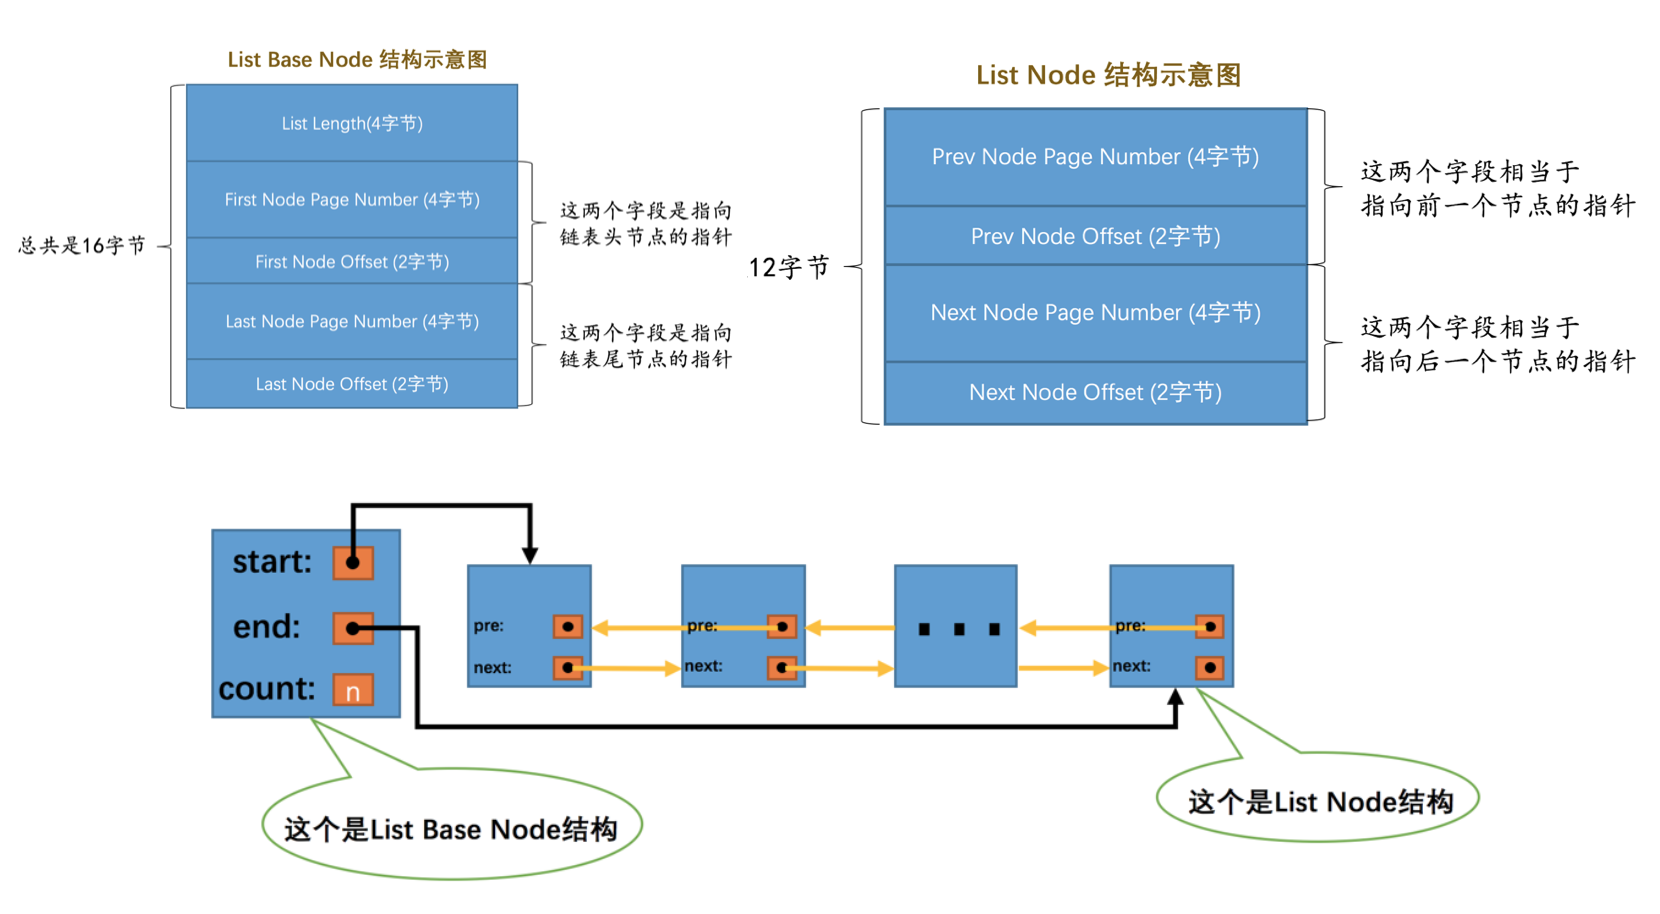 List Base Node 结构示意图
List Length(4字节)
First Node Page Number (4字节)
First Node Offset (2字节)
Last Node Page Number (4字节)
Last Node Offset (2字节)
总共是16字节
这两个字段是指向
链表头节点的指针
这两个字段是指向
链表尾节点的指针
List Node 结构示意图
Prev Node Page Number (4字节)
Prev Node Offset (2字节)
Next Node Page Number (4字节)
Next Node Offset (2字节)
12字节
这两个字段相当于
指向前一个节点的指针
这两个字段相当于
指向后一个节点的指针
start:
end:
count: n
pre:
next:
pre:
next:
pre:
next:
这个是List Base Node结构
这个是List Node结构